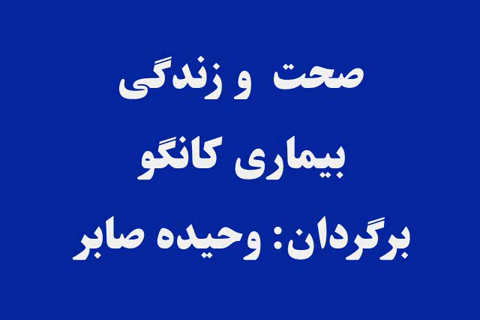 صحت و زندگی
بیماری کانگو
برگردان: وحیده صابر